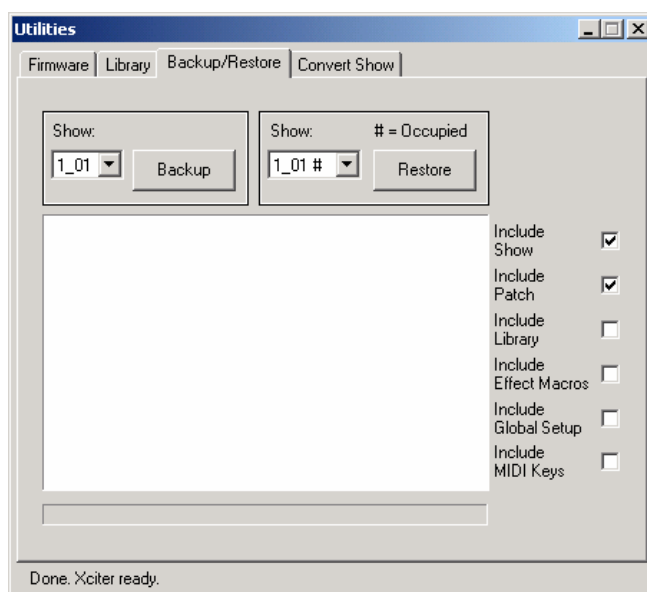 Utilities
Firmware Library Backup/Restore Convert Show
Show:
1_01
Backup
Show: # = Occupied
1_01 #
Restore
Include
Show
Include
Patch
Include
Library
Include
Effect Macros
Include
Global Setup
Include
MIDI Keys
Done. Xciter ready.